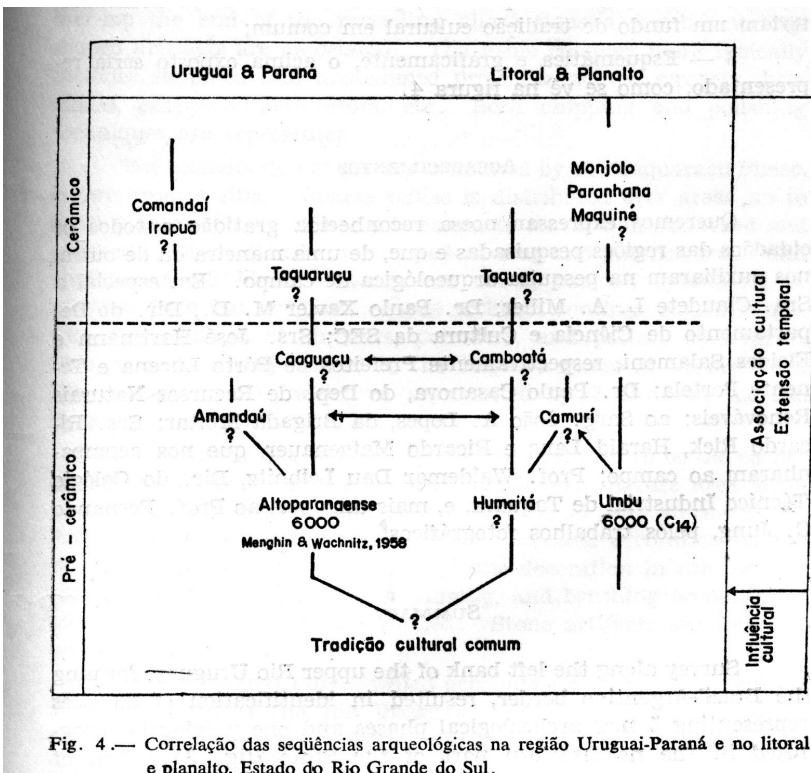 Uruguai & Paraná
Litoral & Planalto
Cerâmico
Comandaí
Irapuã
?
Monjolo
Paranhana
Maquine
?
Taquaruçu
?
Taquara
?
Caaguaçu
?
Camboatá
?
Amandaú
?
Camurí
?
Pré - cerâmico
Altoparanaense
6000
Menghin & Wachnitz, 1958
Humaitá
?
Umbu
6000 (C14)
?
Tradição cultural comum
Associação cultural
Extensão temporal
Influência
cultural
Fig. 4.— Correlação das seqüências arqueológicas na região Uruguai-Paraná e no litoral
e planalto. Estado do Rio Grande do Sul.